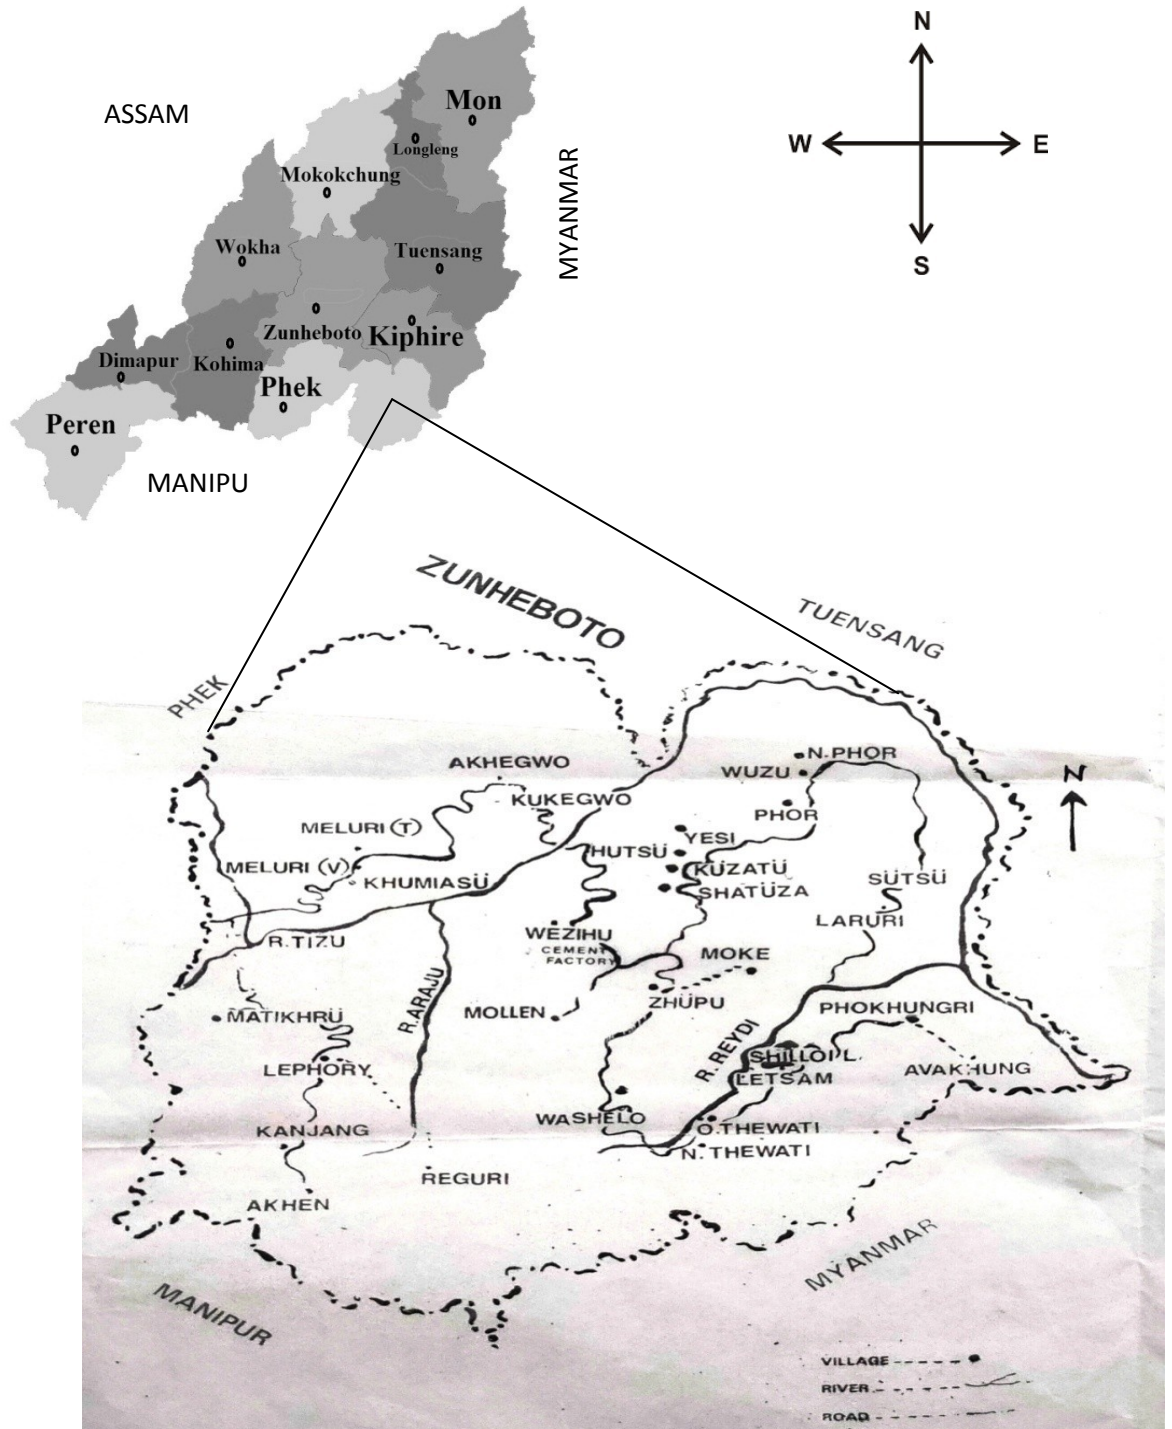 N
W
E
S
ASSAM
MYANMAR
Mon
Longleng
Mokokchung
Wokha
Tuensang
Zunheboto
Kiphire
Dimapur
Kohima
Phek
Peren
MANIPU
ZUNHEBOTO
TUENSANG
PHEK
N
N.PHOR
WUZU
AKHEGWO
KUKEGWO
PHOR
MELURI (T)
YESI
HUTSÜ
MELURI (V)
KUZATÜ
KHUMIASÜ
SHATÜZA
SÜTSÜ
LARURI
R.TIZU
WEZIHU
CEMENT
FACTORY
MOKE
R.ARAJU
ZHÜPU
MOLLEN
PHOKHUNGRI
MATIKHRÜ
R.REYDI
SHILLOI L.
LEPHORY
LETSAM
AVAKHUNG
WASHELO
O.THEWATI
KANJANG
N.THEWATI
REGURI
AKHEN
MYANMAR
MANIPUR
VILLAGE
RIVER
ROAD